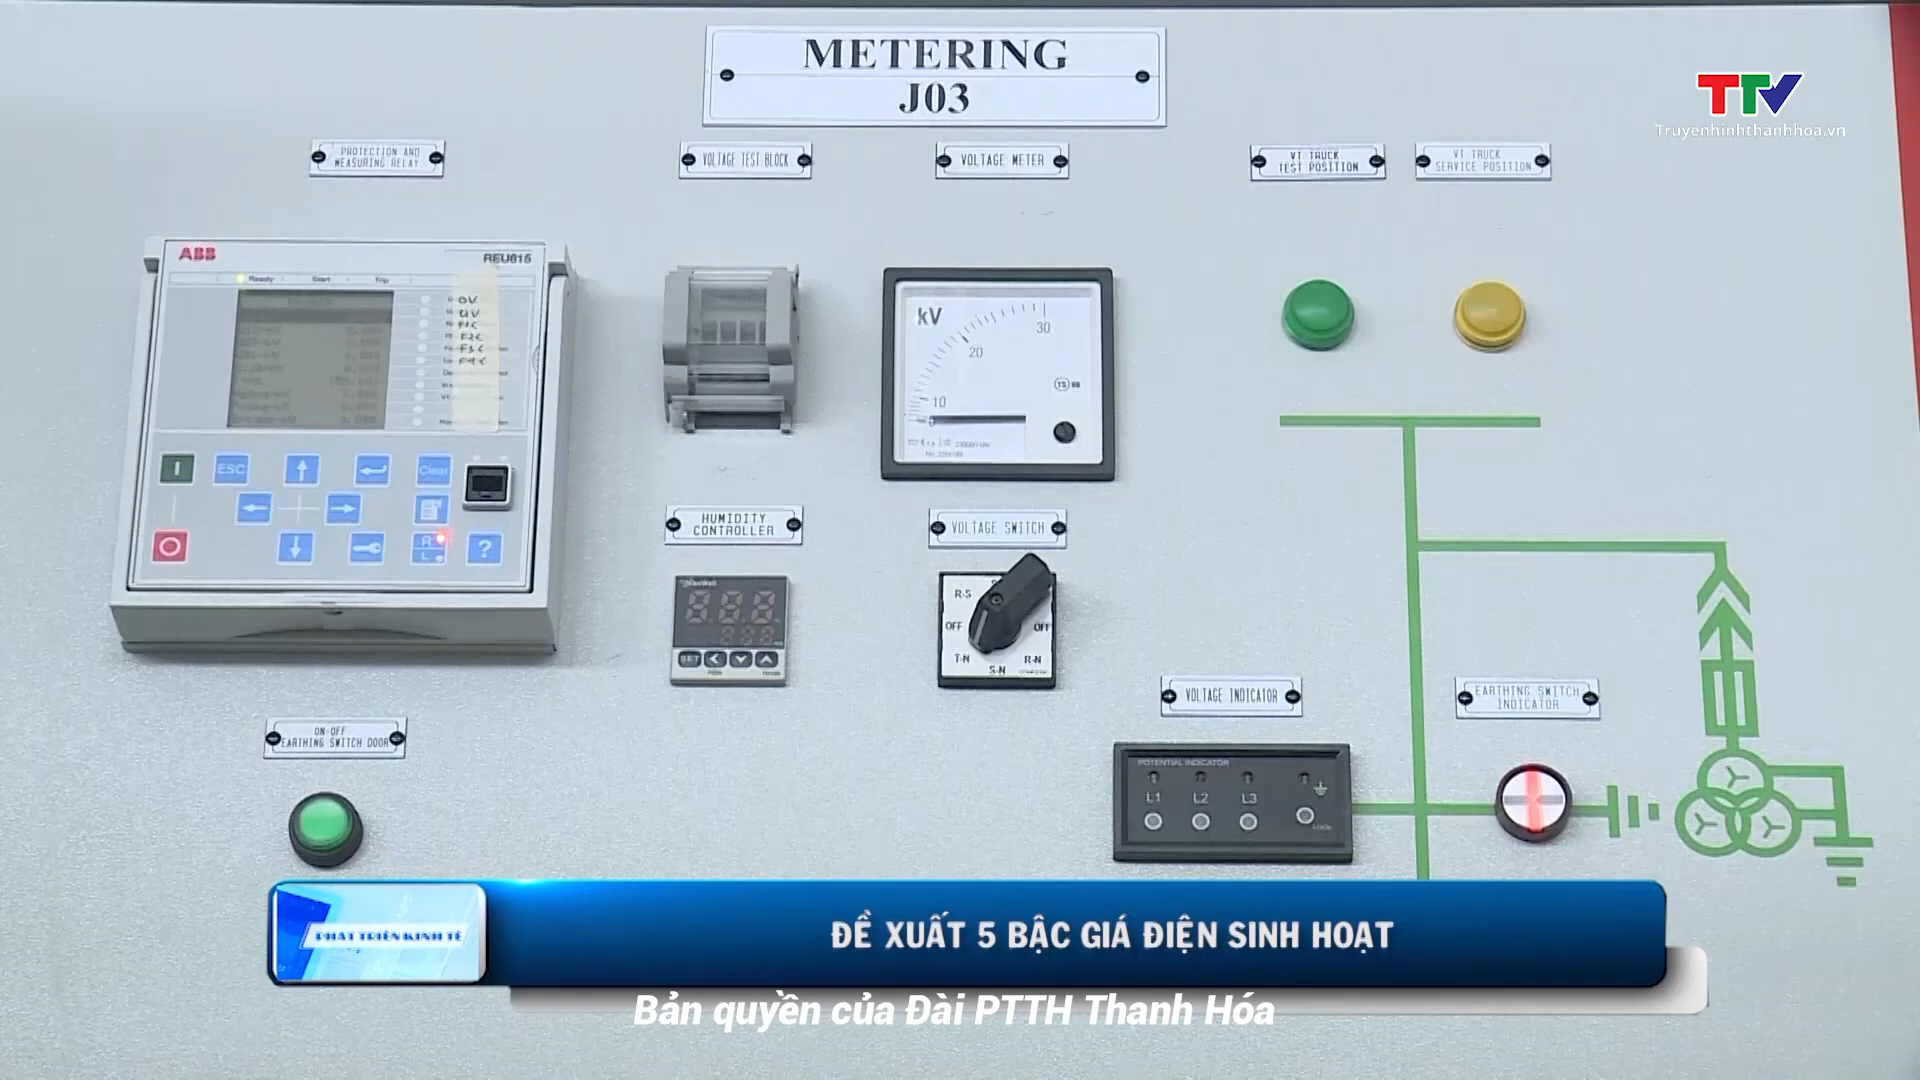 METERING
J03
TTV
Truyenhinhthanhhoa.vn
PROTECTION AND
MEASURING RELAY
VOLTAGE TEST BLOCK
VOLTAGE METER
VT TRUCK
TEST POSITION
VT TRUCK
SERVICE POSITION
ABB
REU615
Ready
Start
Trip
kV
30
20
10
0
ESC
Clear
R
L
?
HUMIDITY
CONTROLLER
VOLTAGE SWITCH
SET
R-S
OFF
OFF
T-N
R-N
S-N
ON-OFF
EARTHING SWITCH DOOR
VOLTAGE INDICATOR
EARTHING SWITCH
INDICATOR
POTENTIAL INDICATOR
L1
L2
L3
PHÁT TRIỂN KINH TẾ
ĐỀ XUẤT 5 BẬC GIÁ ĐIỆN SINH HOẠT
Bản quyền của Đài PTTH Thanh Hóa